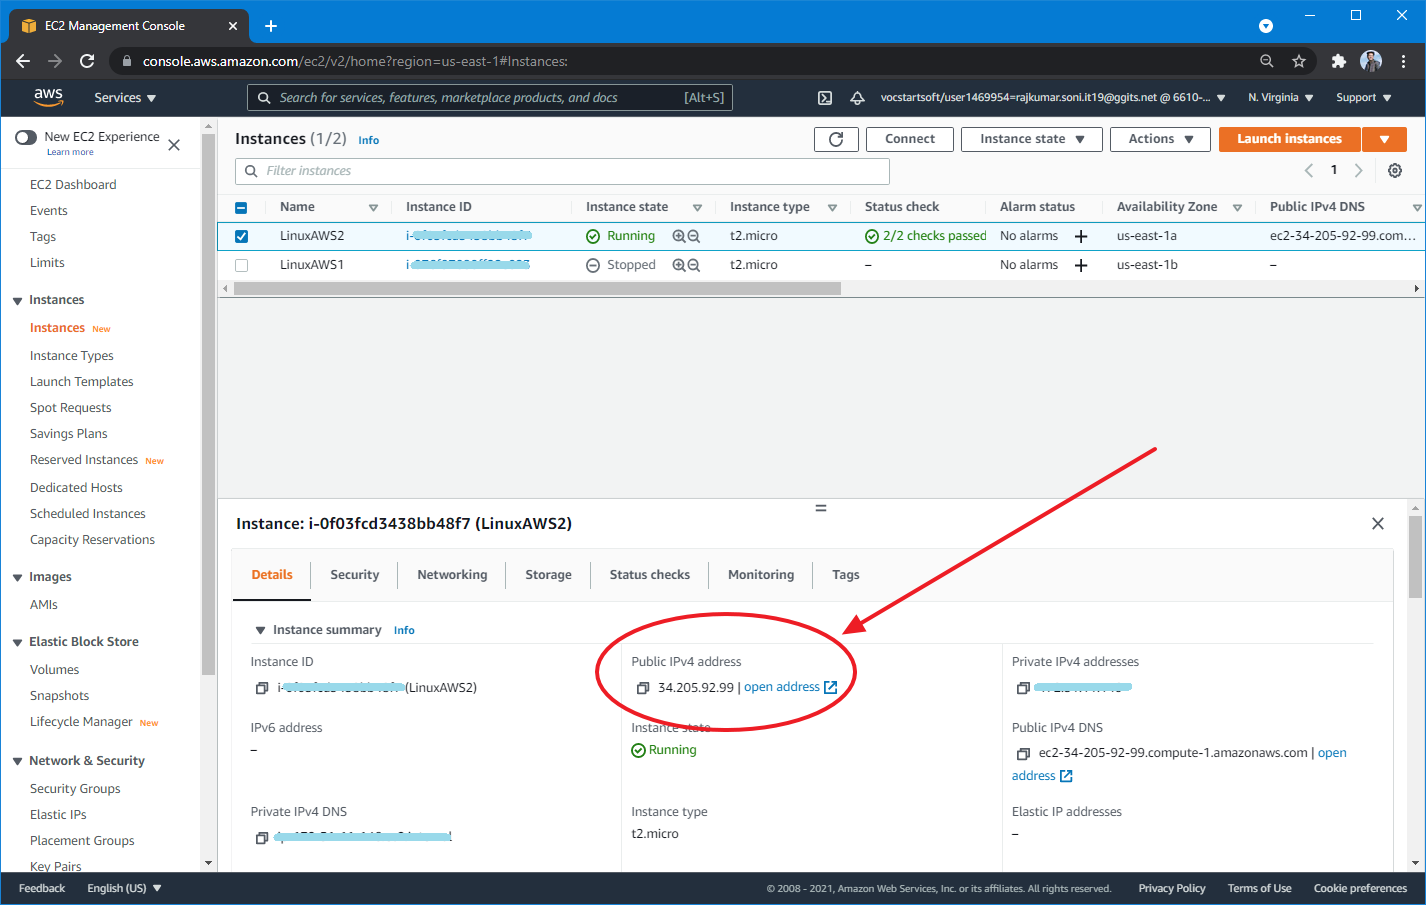 EC2 Management Console
console.aws.amazon.com/ec2/v2/home?region=us-east-1#Instances:
aws Services Search for services, features, marketplace products, and docs [Alt+S] vocstartsoft/user1469954=rajkumar.soni.it19@ggits.net @ 6610-... N. Virginia Support
New EC2 Experience
Learn more
EC2 Dashboard
Events
Tags
Limits
Instances
Instances New
Instance Types
Launch Templates
Spot Requests
Savings Plans
Reserved Instances New
Dedicated Hosts
Scheduled Instances
Capacity Reservations
Images
AMIs
Elastic Block Store
Volumes
Snapshots
Lifecycle Manager New
Network & Security
Security Groups
Elastic IPs
Placement Groups
Key Pairs
Instances (1/2) Info Connect Instance state Actions Launch instances
Filter instances 1
Name Instance ID Instance state Instance type Status check Alarm status Availability Zone Public IPv4 DNS
LinuxAWS2 Running t2.micro 2/2 checks passed No alarms us-east-1a ec2-34-205-92-99.com...
LinuxAWS1 Stopped t2.micro – No alarms us-east-1b –
Instance: i-0f03fcd3438bb48f7 (LinuxAWS2)
Details Security Networking Storage Status checks Monitoring Tags
Instance summary Info
Instance ID
(LinuxAWS2)
Public IPv4 address
34.205.92.99 | open address
Private IPv4 addresses
IPv6 address
–
Instance state
Running
Public IPv4 DNS
ec2-34-205-92-99.compute-1.amazonaws.com | open
address
Private IPv4 DNS
Instance type
t2.micro
Elastic IP addresses
–
Feedback English (US) © 2008 - 2021, Amazon Web Services, Inc. or its affiliates. All rights reserved. Privacy Policy Terms of Use Cookie preferences